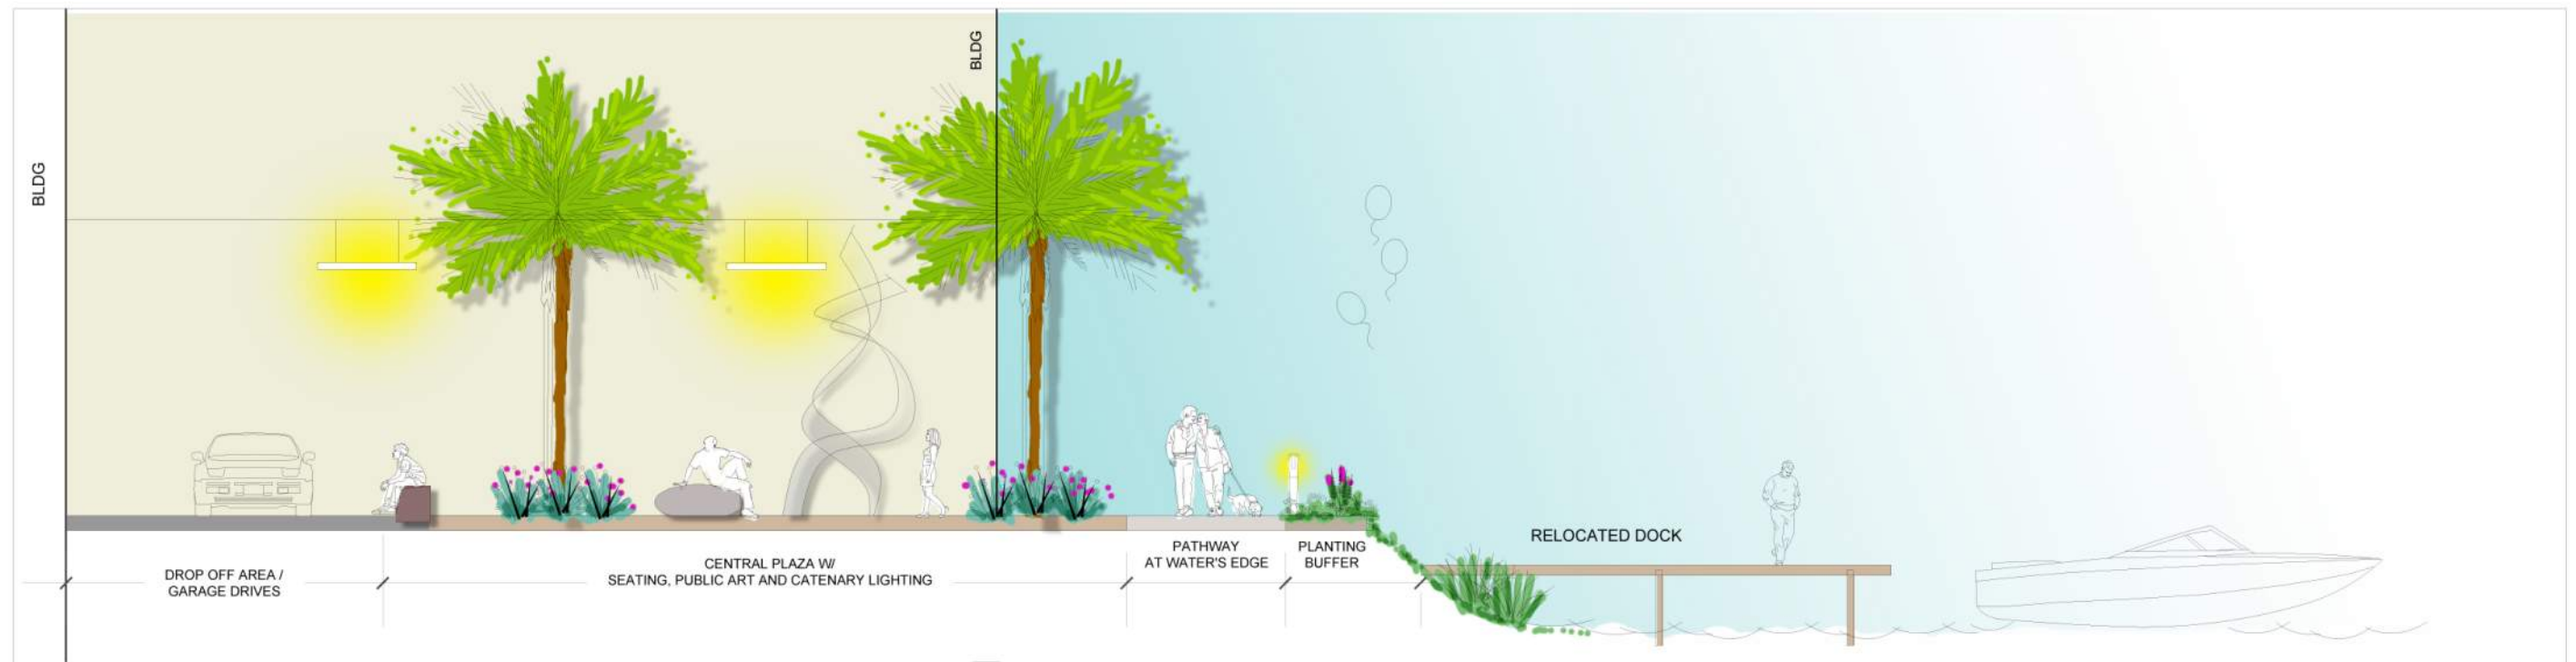 BLDG
BLDG
DROP OFF AREA /
GARAGE DRIVES
CENTRAL PLAZA W/
SEATING, PUBLIC ART AND CATENARY LIGHTING
PATHWAY
AT WATER'S EDGE
PLANTING
BUFFER
RELOCATED DOCK